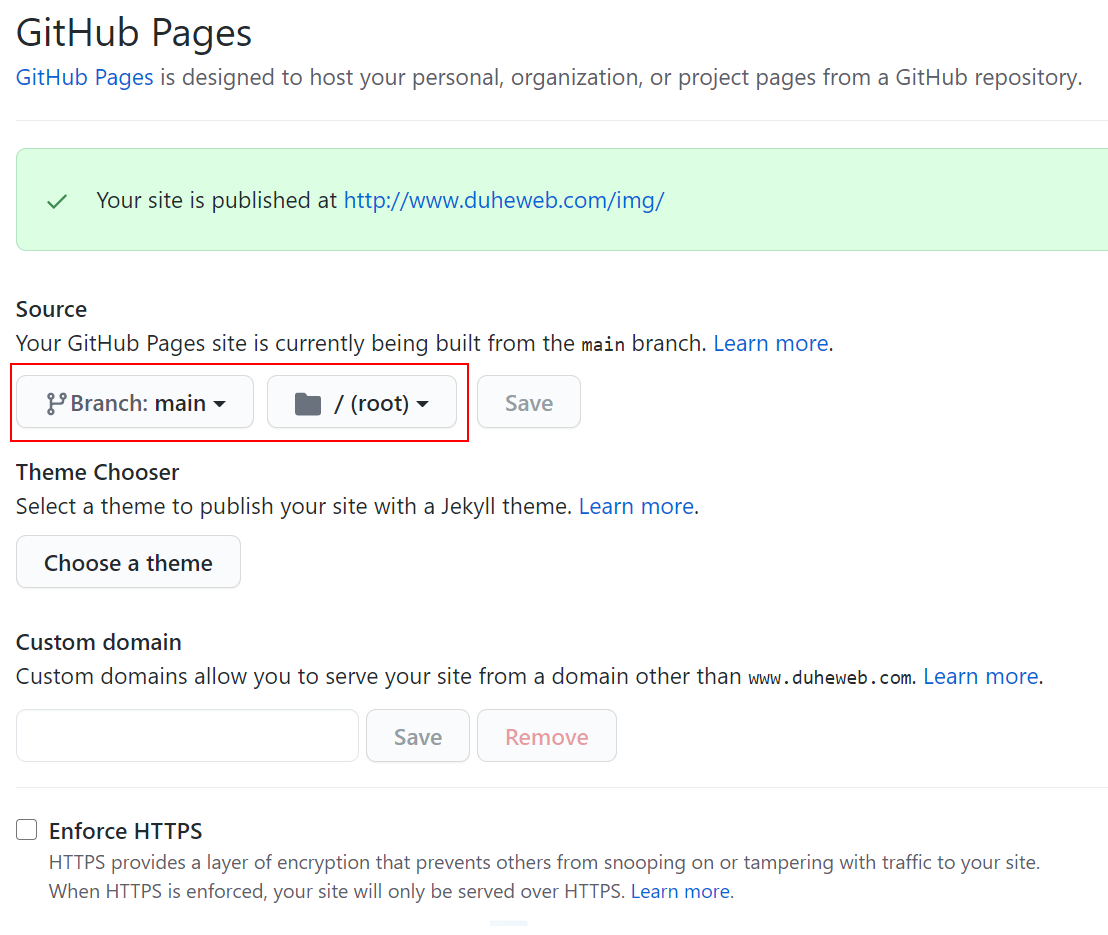 GitHub Pages
GitHub Pages is designed to host your personal, organization, or project pages from a GitHub repository.
Your site is published at http://www.duheweb.com/img/
Source
Your GitHub Pages site is currently being built from the main branch. Learn more.
Branch: main / (root) Save
Theme Chooser
Select a theme to publish your site with a Jekyll theme. Learn more.
Choose a theme
Custom domain
Custom domains allow you to serve your site from a domain other than www.duheweb.com. Learn more.
Save Remove
Enforce HTTPS
HTTPS provides a layer of encryption that prevents others from snooping on or tampering with traffic to your site.
When HTTPS is enforced, your site will only be served over HTTPS. Learn more.